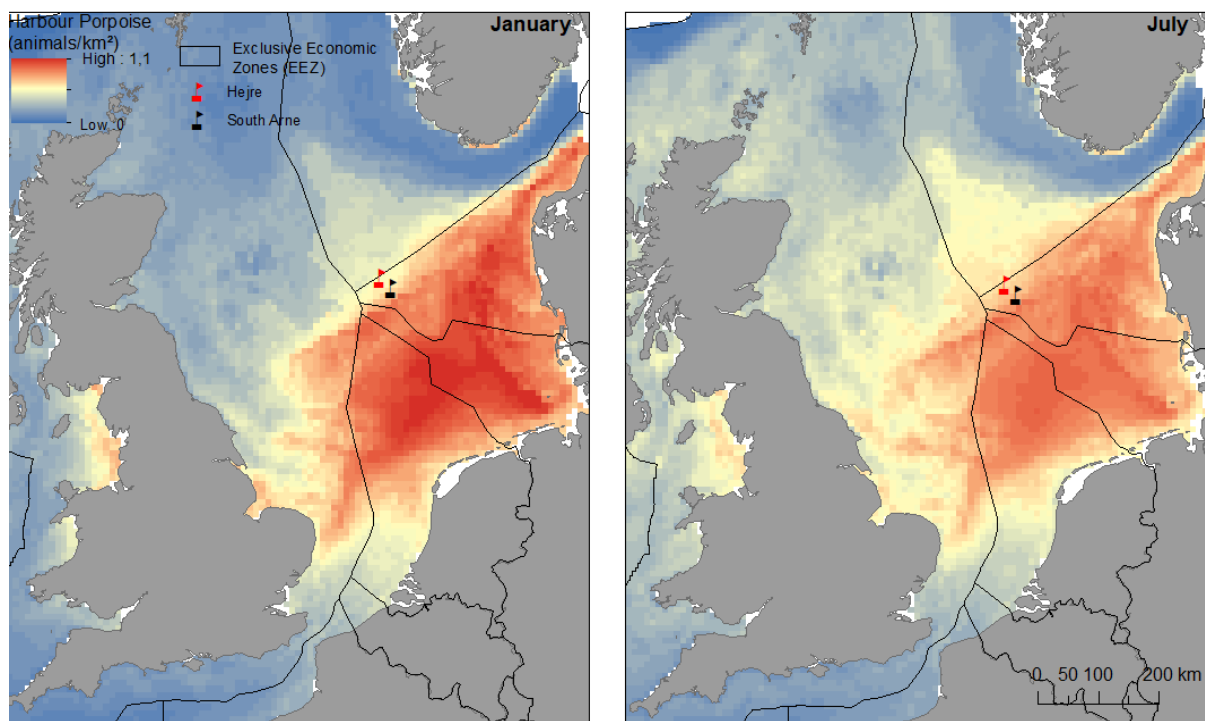 Harbour Porpoise
(animals/km²)
High : 1,1
Low :0
Exclusive Economic
Zones (EEZ)
Hejre
South Arne
January
July
0 50 100 200 km